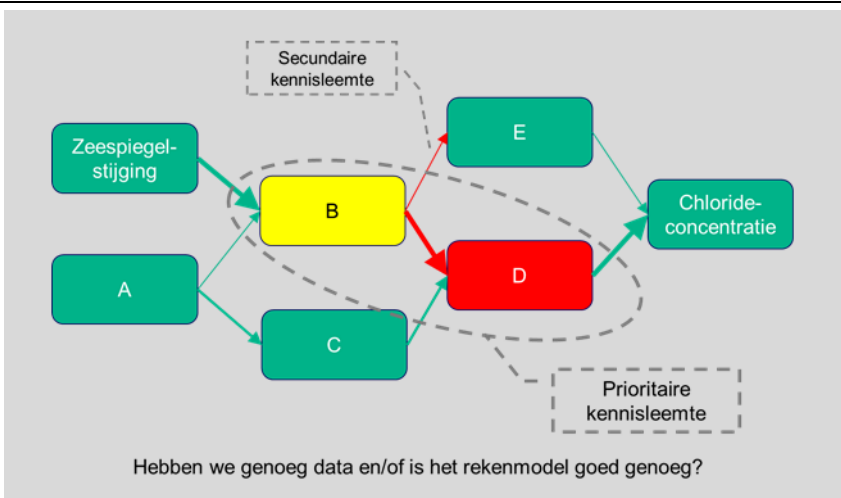 Secundaire
kennisleemte
Zeespiegel-
stijging
E
B
Chloride-
concentratie
A
D
C
Prioritaire
kennisleemte
Hebben we genoeg data en/of is het rekenmodel goed genoeg?